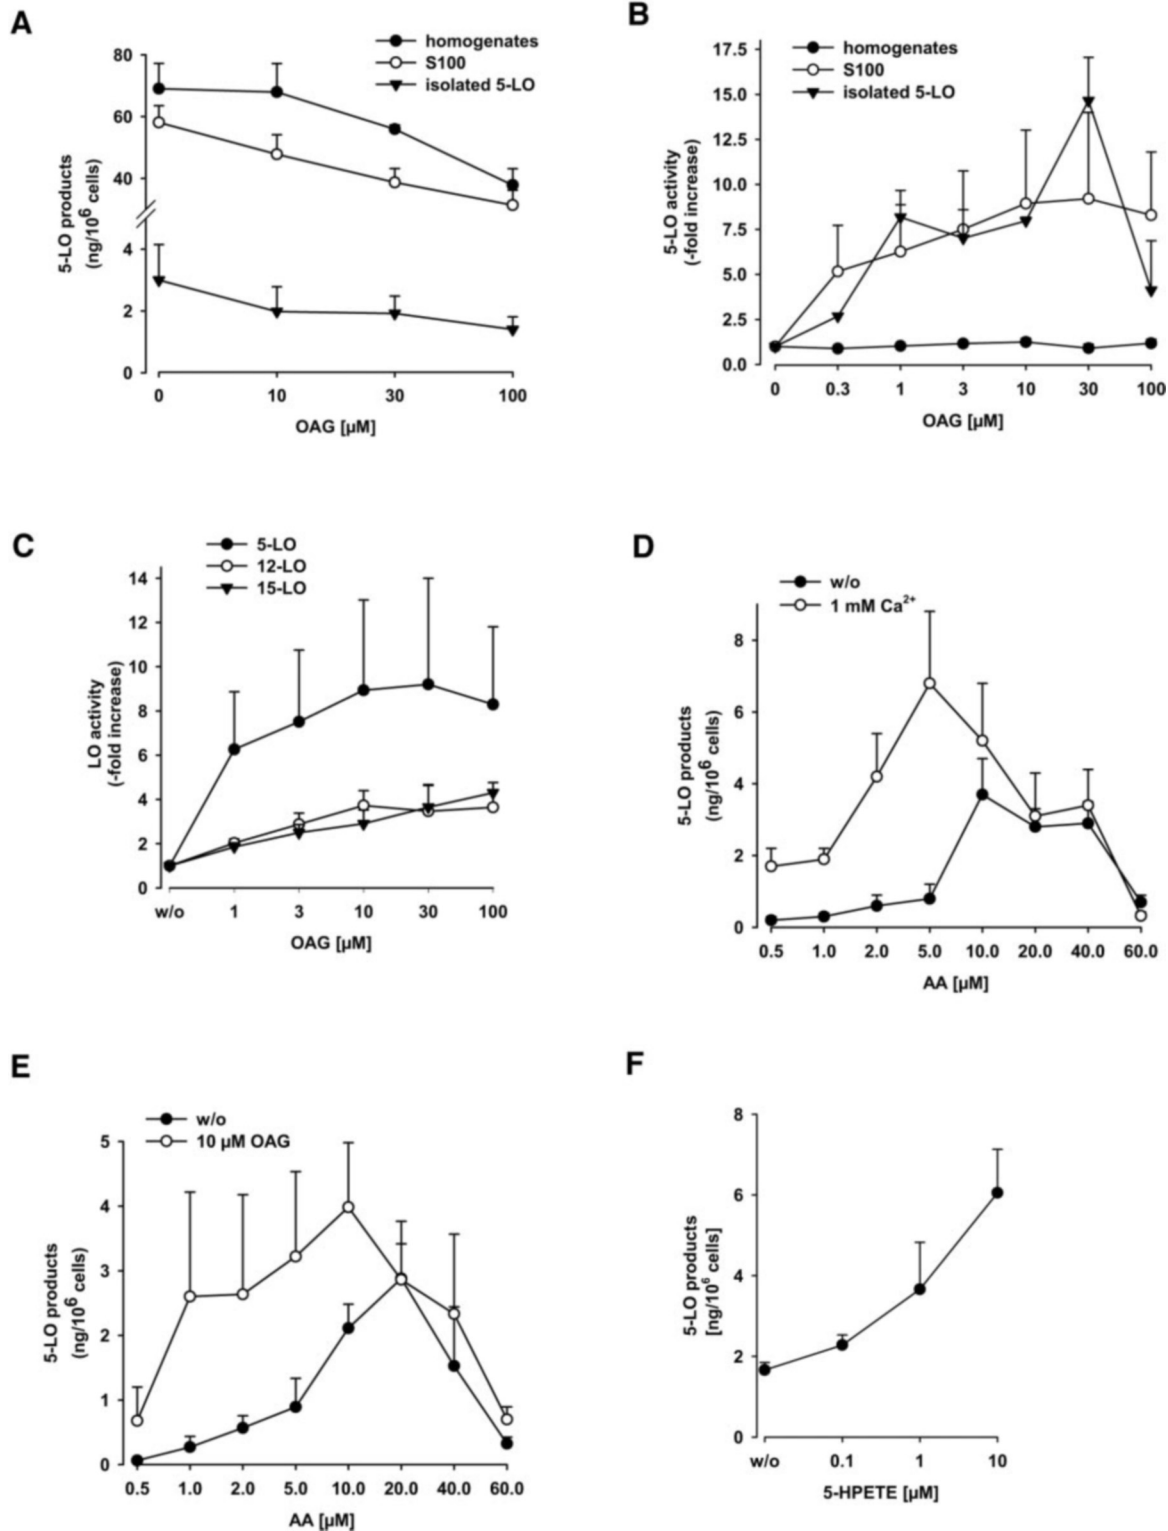 A
homogenates
S100
isolated 5-LO
80
60
40
4
2
0
5-LO products
(ng/10⁶ cells)
0 10 30 100
OAG [µM]
B
homogenates
S100
isolated 5-LO
17.5
15.0
12.5
10.0
7.5
5.0
2.5
0.0
5-LO activity
(-fold increase)
0 0.3 1 3 10 30 100
OAG [µM]
C
5-LO
12-LO
15-LO
14
12
10
8
6
4
2
0
LO activity
(-fold increase)
w/o 1 3 10 30 100
OAG [µM]
D
w/o
1 mM Ca²⁺
8
6
4
2
0
5-LO products
(ng/10⁶ cells)
0.5 1.0 2.0 5.0 10.0 20.0 40.0 60.0
AA [µM]
E
w/o
10 µM OAG
5
4
3
2
1
0
5-LO products
(ng/10⁶ cells)
0.5 1.0 2.0 5.0 10.0 20.0 40.0 60.0
AA [µM]
F
8
6
4
2
0
5-LO products
[ng/10⁶ cells]
w/o 0.1 1 10
5-HPETE [µM]